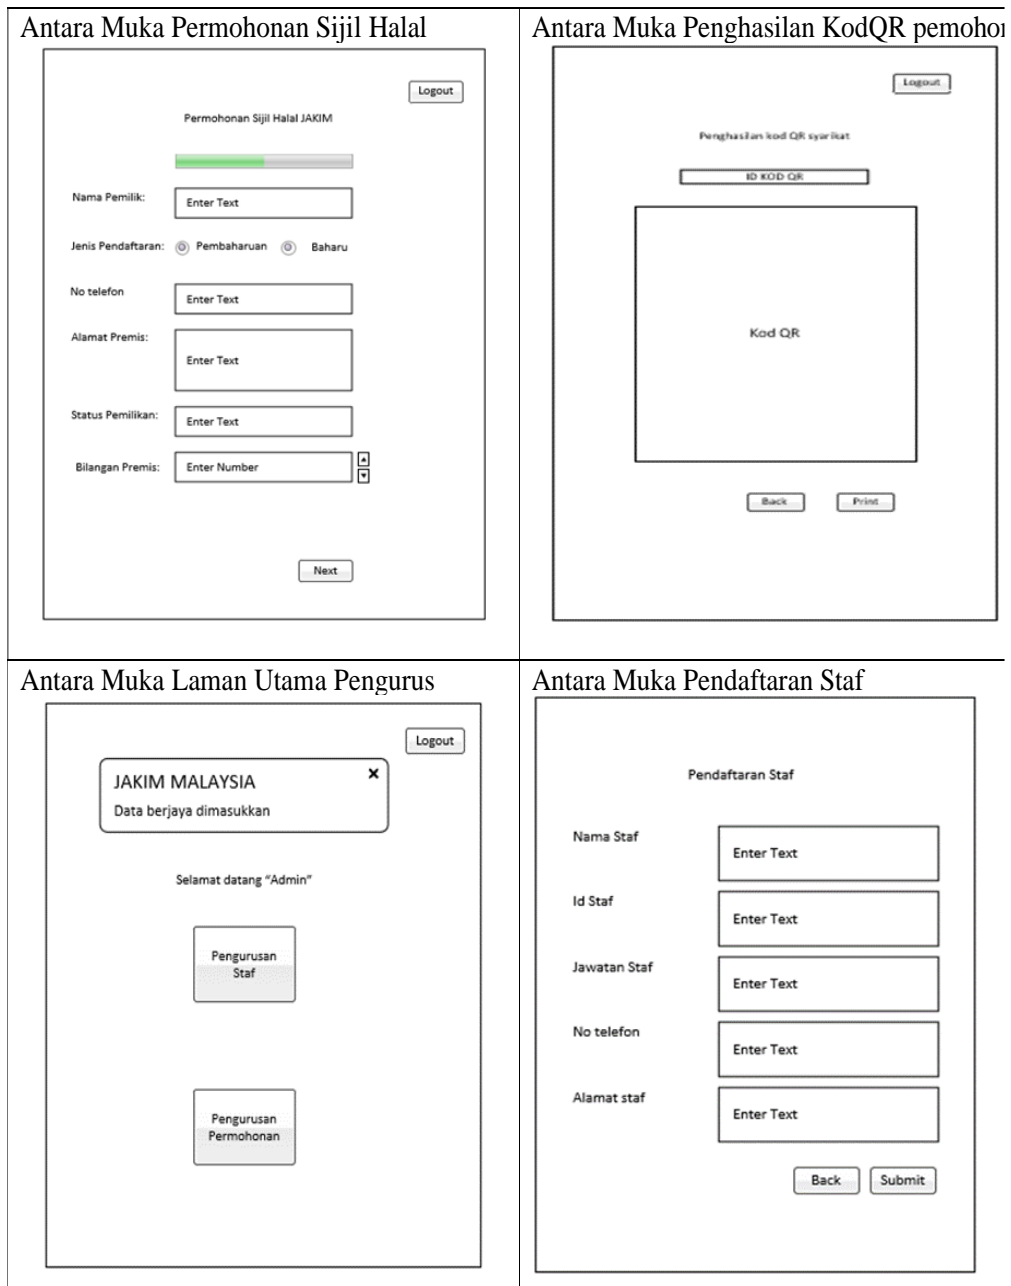 Antara Muka Permohonan Sijil Halal
Logout
Permohonan Sijil Halal JAKIM
Nama Pemilik:
Enter Text
Jenis Pendaftaran:
Pembaharuan
Baharu
No telefon
Enter Text
Alamat Premis:
Enter Text
Status Pemilikan:
Enter Text
Bilangan Premis:
Enter Number
Next
Antara Muka Penghasilan KodQR pemohon
Logout
Penghasilan kod QR syarikat
ID KOD QR
Kod QR
Back
Print
Antara Muka Laman Utama Pengurus
Logout
JAKIM MALAYSIA
Data berjaya dimasukkan
Selamat datang “Admin”
Pengurusan
Staf
Pengurusan
Permohonan
Antara Muka Pendaftaran Staf
Pendaftaran Staf
Nama Staf
Enter Text
Id Staf
Enter Text
Jawatan Staf
Enter Text
No telefon
Enter Text
Alamat staf
Enter Text
Back
Submit